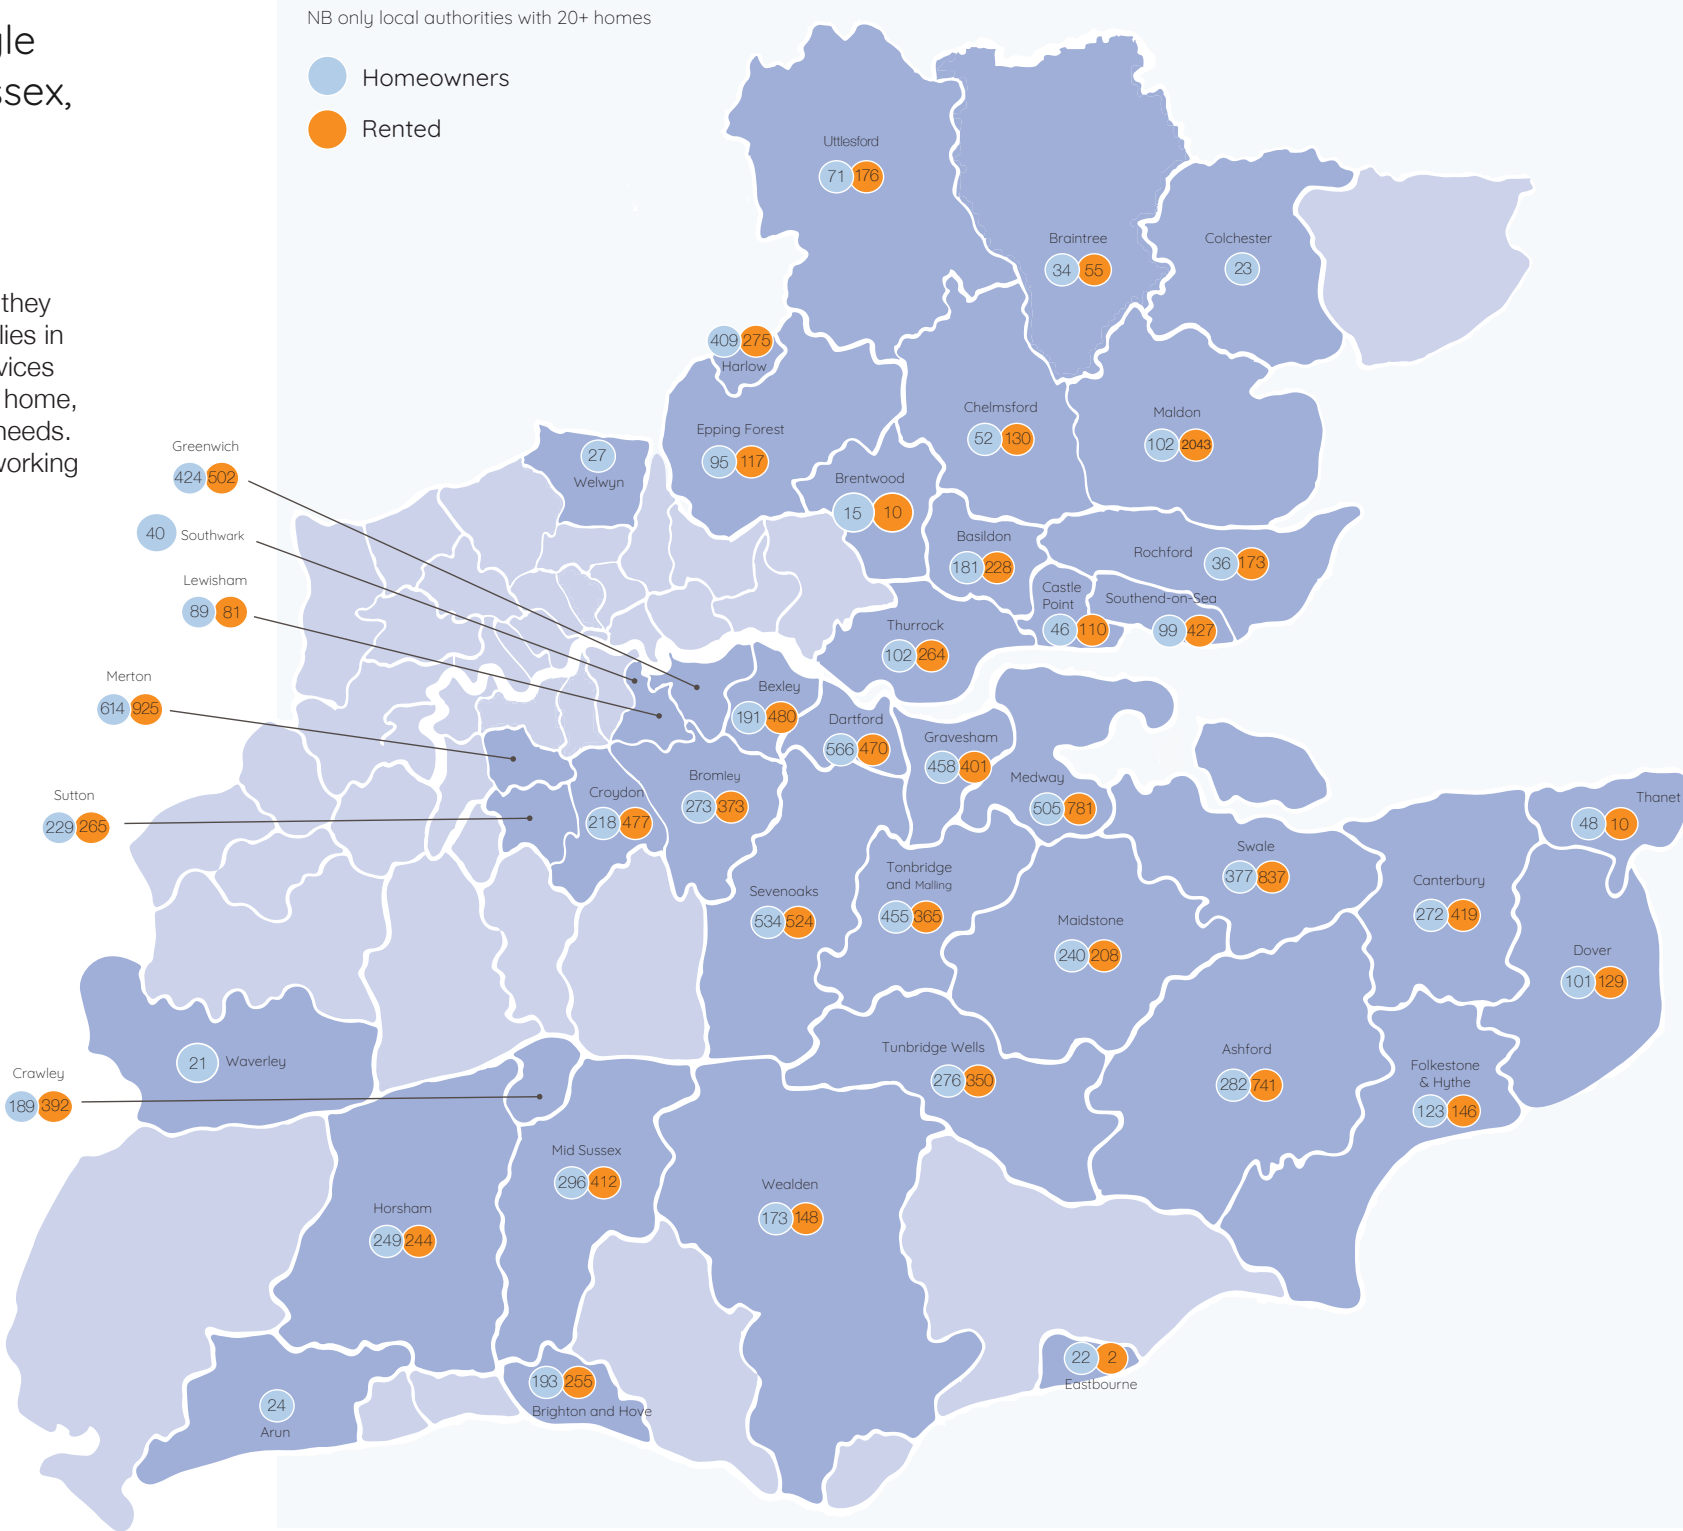 gle
ssex,
they
lies in
vices
home,
needs.
working
NB only local authorities with 20+ homes
Homeowners
Rented
Uttlesford
71 176
Braintree
34 55
Colchester
23
409 275
Harlow
Chelmsford
52 130
Maldon
102 2043
Epping Forest
95 117
27
Welwyn
Greenwich
424 502
Brentwood
15 10
40 Southwark
Basildon
181 228
Rochford 36 173
Lewisham
89 81
Castle
Point
46 110
Southend-on-Sea
99 427
Thurrock
102 264
Merton
614 925
Bexley
191 480
Dartford
566 470
Gravesham
458 401
Medway
505 781
Sutton
229 265
Croydon
218 477
Bromley
273 373
Thanet
48 10
Swale
377 837
Sevenoaks
534 524
Tonbridge
and Malling
455 365
Canterbury
272 419
Maidstone
240 208
Dover
101 129
21 Waverley
Crawley
189 392
Tunbridge Wells
276 350
Ashford
282 741
Folkestone
& Hythe
123 146
Mid Sussex
296 412
Wealden
173 148
Horsham
249 244
22 2
Eastbourne
193 255
Brighton and Hove
24
Arun